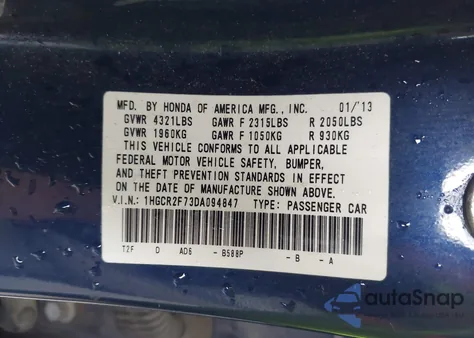 MFD. BY HONDA OF AMERICA MFG., INC. 01/13
GVWR 4321LBS GAWR F 2315LBS R 2050LBS
GVWR 1960KG GAWR F 1050KG R 930KG
THIS VEHICLE CONFORMS TO ALL APPLICABLE
FEDERAL MOTOR VEHICLE SAFETY, BUMPER,
AND THEFT PREVENTION STANDARDS IN EFFECT
ON THE DATE OF MANUFACTURE SHOWN ABOVE.
V.I.N.: 1HGCR2F73DA094847 TYPE: PASSENGER CAR
T2F D AD6 - B588P - B - A
autaSnap